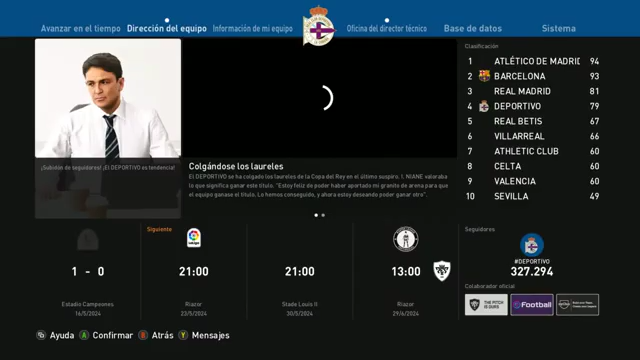 Avanzar en el tiempo
Dirección del equipo
Información de mi equipo
Oficina del director técnico
Base de datos
Sistema
¡Subidón de seguidores! ¡El DEPORTIVO es tendencia!
Colgándose los laureles
El DEPORTIVO se ha colgado los laureles de la Copa del Rey en el último suspiro. I. NIANE valoraba
lo que significa ganar este título. "Estoy feliz de poder haber aportado mi granito de arena para que
el equipo ganase el título. Lo hemos conseguido, y ahora estoy deseando poder ganar otro".
Clasificación
1 ATLÉTICO DE MADRID 94
2 BARCELONA 93
3 REAL MADRID 81
4 DEPORTIVO 79
5 REAL BETIS 67
6 VILLARREAL 66
7 ATHLETIC CLUB 60
8 CELTA 60
9 VALENCIA 60
10 SEVILLA 49
1 - 0
Estadio Campeones
16/5/2024
Siguiente
LaLiga
21:00
Riazor
23/5/2024
21:00
Stade Louis II
30/5/2024
13:00
Riazor
29/6/2024
Seguidores
#DEPORTIVO
327.294
Colaborador oficial
THE PITCH
IS OURS
eFootball
Ayuda
A Confirmar
B Atrás
Y Mensajes